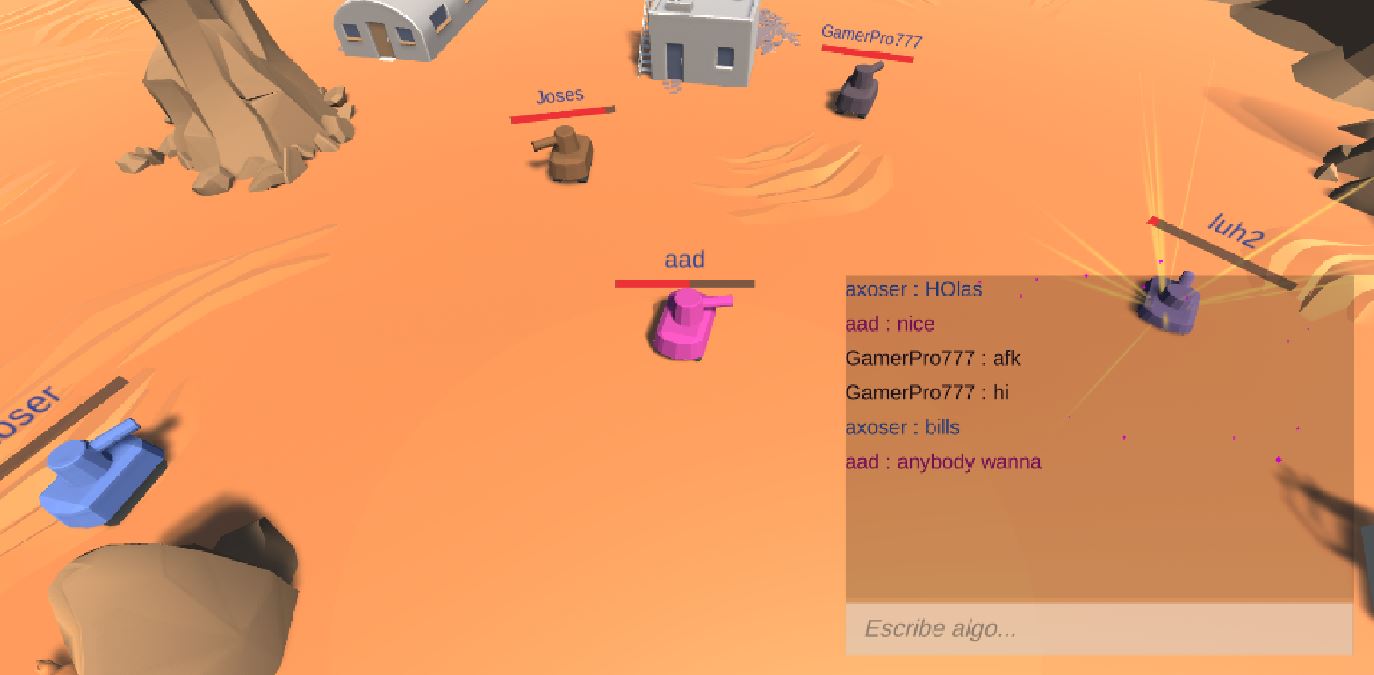 GamerPro777
Joses
luh2
aad
oser
axoser : HOlas
aad : nice
GamerPro777 : afk
GamerPro777 : hi
axoser : bills
aad : anybody wanna
Escribe algo...